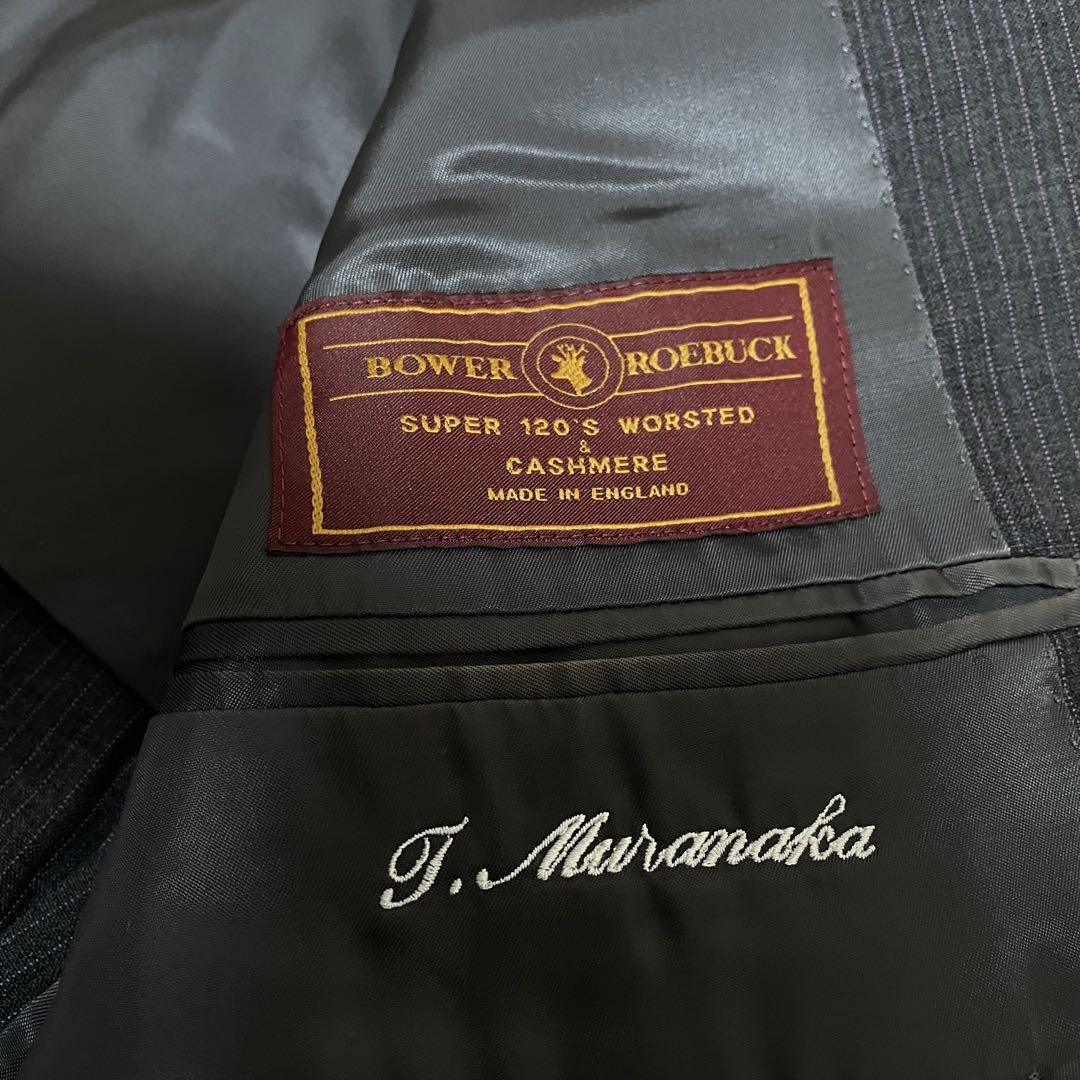 BOWER ROEBUCK
SUPER 120'S WORSTED
&
CASHMERE
MADE IN ENGLAND
T. Muranaka